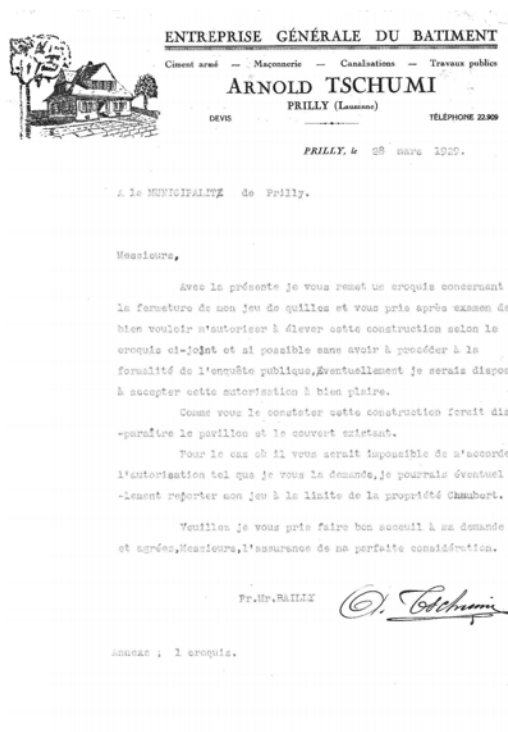 ENTREPRISE GÉNÉRALE DU BATIMENT
Ciment armé — Maçonnerie — Canalisations — Travaux publics
ARNOLD TSCHUMI
PRILLY (Lausanne)
DEVIS
TÉLÉPHONE 22.909
PRILLY, le 28 mars 1929.
A la MUNICIPALITÉ de Prilly.
Messieurs,
Avec la présente je vous remet un croquis concernant
la fermeture de mon jeu de quilles et vous prie après examen de
bien vouloir m'autoriser à élever cette construction selon le
croquis ci-joint et si possible sans avoir à procéder à la
formalité de l'enquête publique,Éventuellement je serais dispos
à accepter cette autorisation à bien plaire.
Comme vous le constater cette construction ferait dis
-paraître le pavillon et le couvert existant.
Pour le cas où il vous serait impossible de m'accorde
l'autorisation tel que je vous la demande,je pourrais éventuel
-lement reporter mon jeu à la limite de la propriété Chaubert.
Veuillez je vous pris faire bon acceuil à ma demande
et agrées,Messieurs,l'assurance de ma parfaite considération.
Pr.Mr.BAILLY
A. Tschumi
Annexe ; 1 croquis.